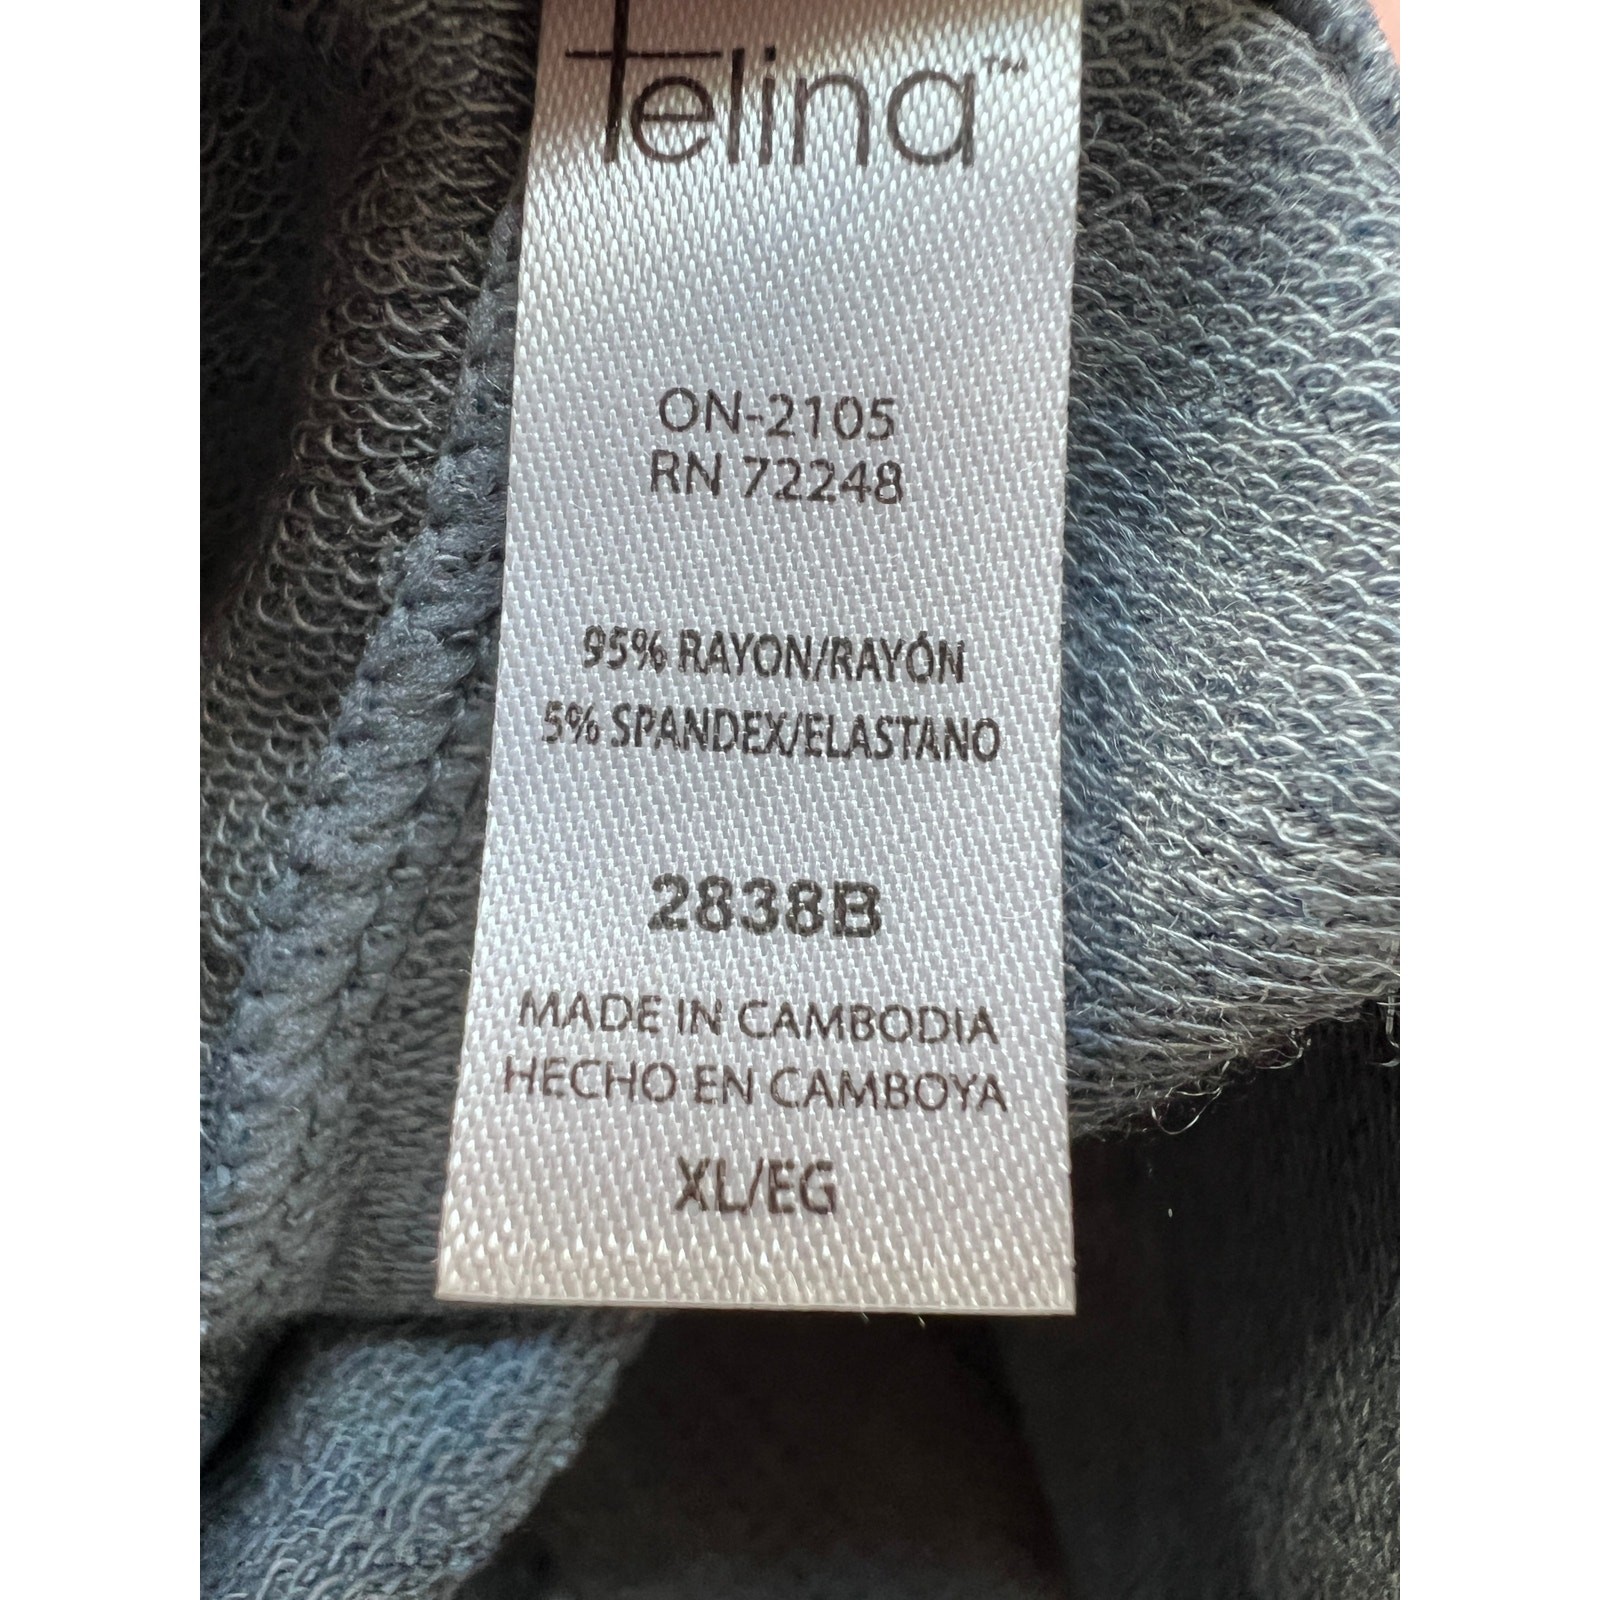 felina™
ON-2105
RN 72248
95% RAYON/RAYÓN
5% SPANDEX/ELASTANO
2838B
MADE IN CAMBODIA
HECHO EN CAMBOYA
XL/EG